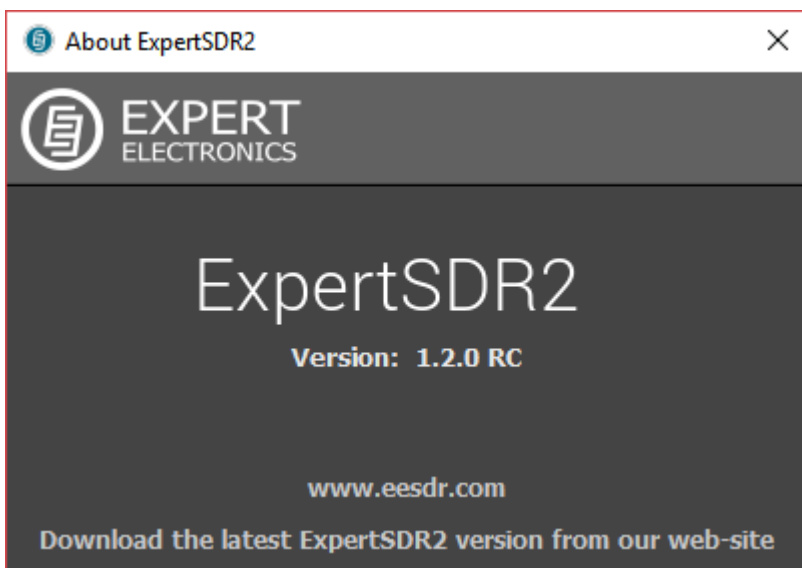 About ExpertSDR2
EXPERT
ELECTRONICS
ExpertSDR2
Version: 1.2.0 RC
www.eesdr.com
Download the latest ExpertSDR2 version from our web-site